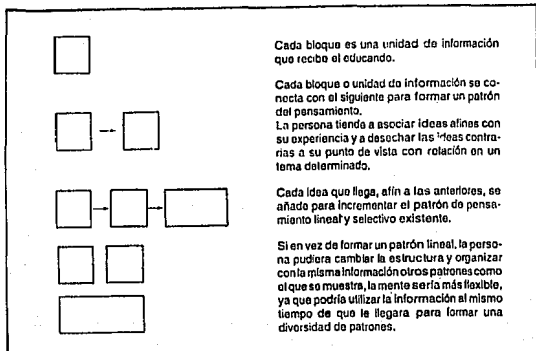 Cada bloque es una unidad de información
que recibe el educando.
Cada bloque o unidad de información se co-
necta con el siguiente para formar un patrón
del pensamiento.
La persona tiende a asociar ideas afines con
su experiencia y a desechar las ideas contra-
rias a su punto de vista con relación en un
tema determinado.
Cada idea que llega, afín a las anteriores, se
añade para incrementar el patrón de pensa-
miento lineal y selectivo existente.
Si en vez de formar un patrón lineal, la perso-
na pudiera cambiar la estructura y organizar
con la misma información otros patrones como
el que se muestra, la mente sería más flexible,
ya que podría utilizar la información al mismo
tiempo de que le llegara para formar una
diversidad de patrones.